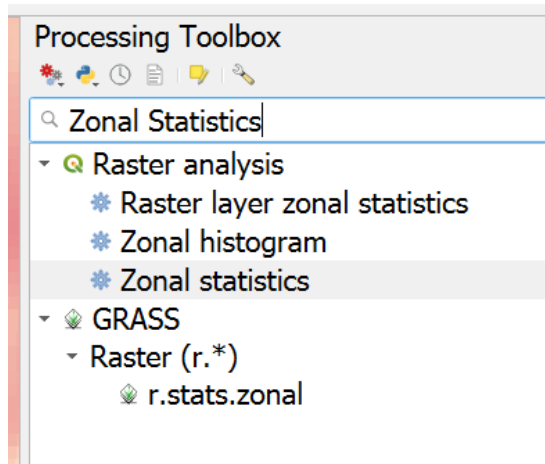 Processing Toolbox
Zonal Statistics
Raster analysis
Raster layer zonal statistics
Zonal histogram
Zonal statistics
GRASS
Raster (r.*)
r.stats.zonal